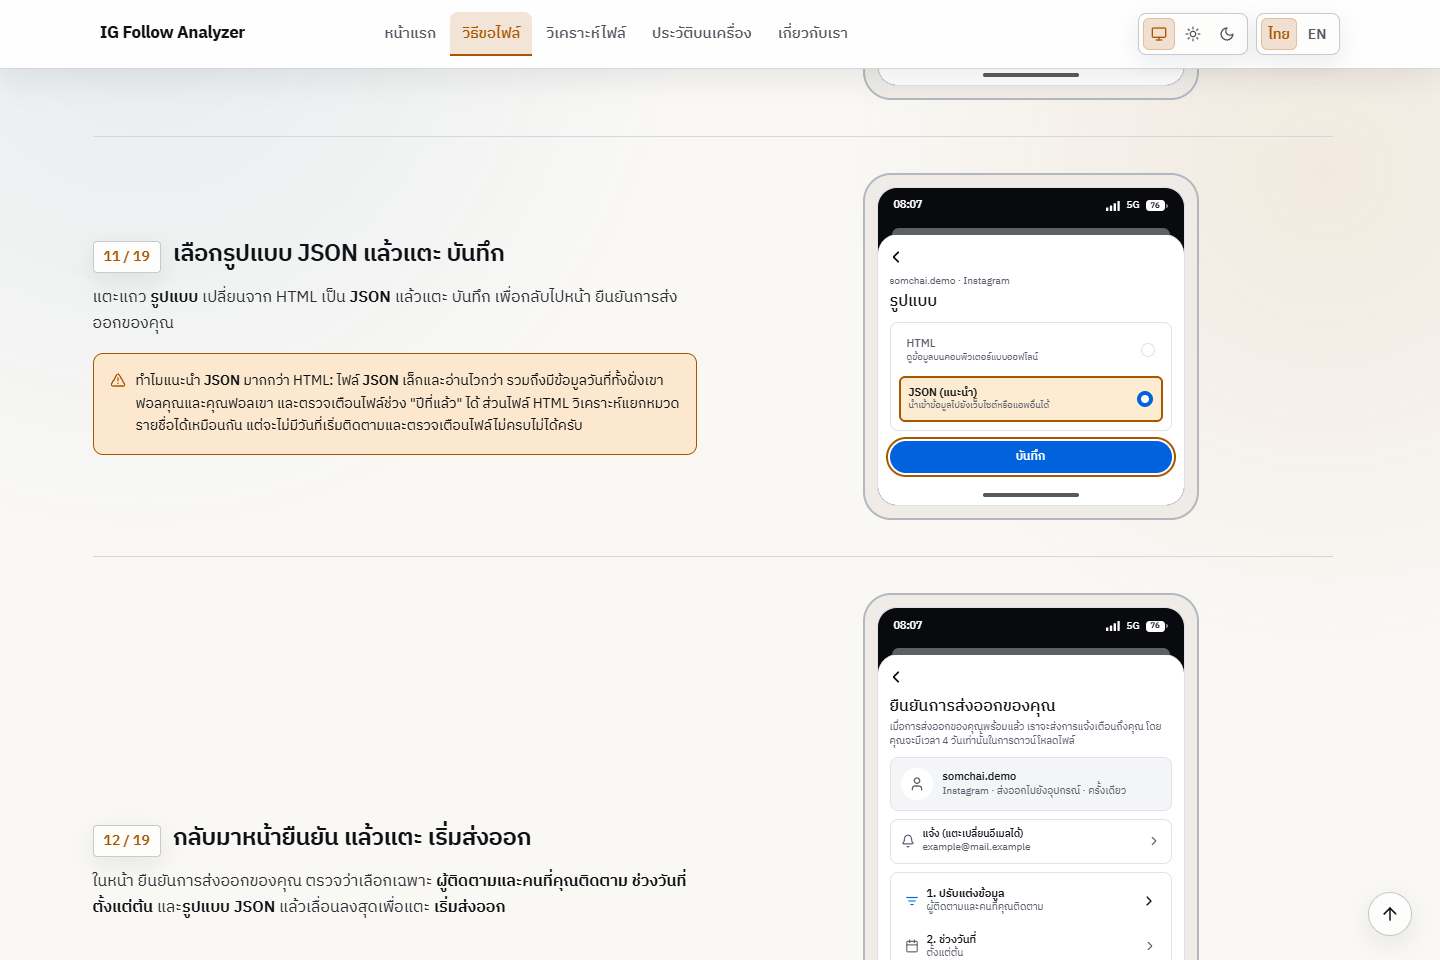 IG Follow Analyzer
หน้าแรก
วิธีขอไฟล์
วิเคราะห์ไฟล์
ประวัติบนเครื่อง
เกี่ยวกับเรา
ไทย
EN
11 / 19
เลือกรูปแบบ JSON แล้วแตะ บันทึก
แตะแถว รูปแบบ เปลี่ยนจาก HTML เป็น JSON แล้วแตะ บันทึก เพื่อกลับไปหน้า ยืนยันการส่ง
ออกของคุณ
ทำไมแนะนำ JSON มากกว่า HTML: ไฟล์ JSON เล็กและอ่านไวกว่า รวมถึงมีข้อมูลวันที่ทั้งฝั่งเขา
ฟอลคุณและคุณฟอลเขา และตรวจเตือนไฟล์ช่วง "ปีที่แล้ว" ได้ ส่วนไฟล์ HTML วิเคราะห์แยกหมวด
รายชื่อได้เหมือนกัน แต่จะไม่มีวันที่เริ่มติดตามและตรวจเตือนไฟล์ไม่ครบไม่ได้ครับ
08:07
5G
76
somchai.demo · Instagram
รูปแบบ
HTML
ดูข้อมูลบนคอมพิวเตอร์แบบออฟไลน์
JSON (แนะนำ)
นำเข้าข้อมูลไปยังเว็บไซต์หรือแอพอื่นได้
บันทึก
12 / 19
กลับมาหน้ายืนยัน แล้วแตะ เริ่มส่งออก
ในหน้า ยืนยันการส่งออกของคุณ ตรวจว่าเลือกเฉพาะ ผู้ติดตามและคนที่คุณติดตาม ช่วงวันที่
ตั้งแต่ต้น และรูปแบบ JSON แล้วเลื่อนลงสุดเพื่อแตะ เริ่มส่งออก
08:07
5G
76
ยืนยันการส่งออกของคุณ
เมื่อการส่งออกของคุณพร้อมแล้ว เราจะส่งการแจ้งเตือนถึงคุณ โดย
คุณจะมีเวลา 4 วันเท่านั้นในการดาวน์โหลดไฟล์
somchai.demo
Instagram · ส่งออกไปยังอุปกรณ์ · ครั้งเดียว
แจ้ง (แตะเปลี่ยนอีเมลได้)
example@mail.example
1. ปรับแต่งข้อมูล
ผู้ติดตามและคนที่คุณติดตาม
2. ช่วงวันที่
ตั้งแต่ต้น